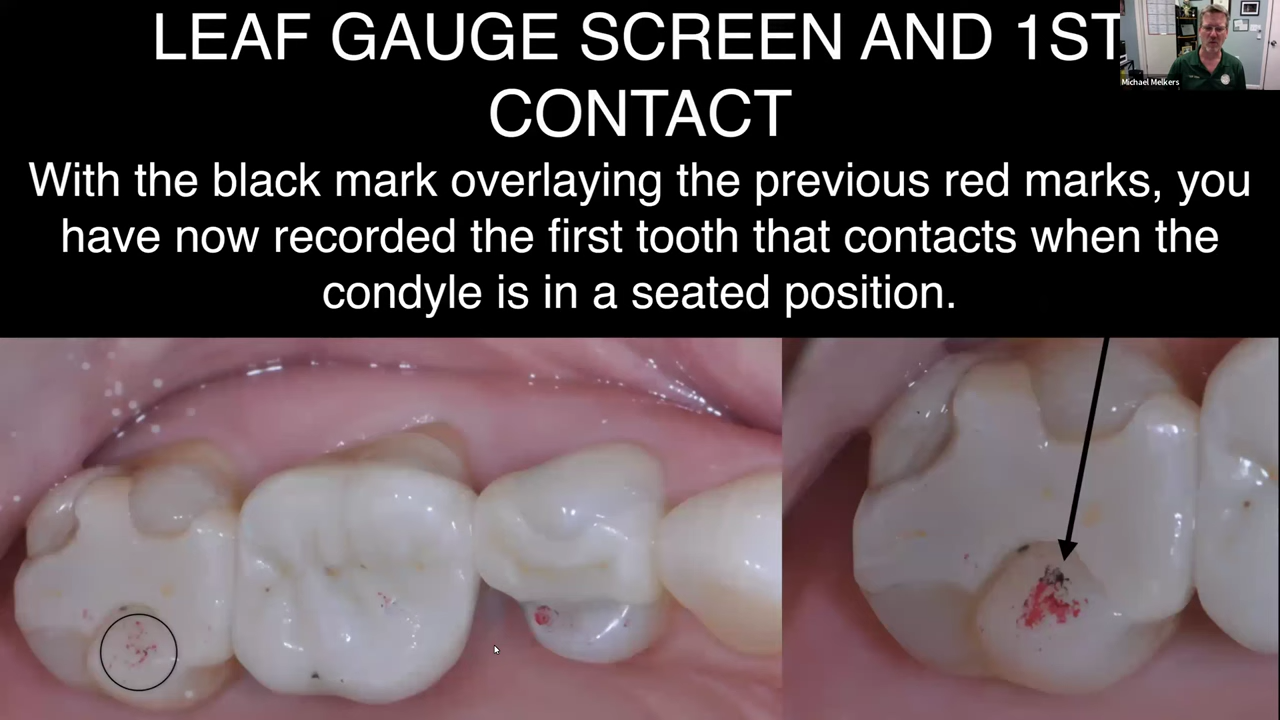 LEAF GAUGE SCREEN AND 1ST
CONTACT
With the black mark overlaying the previous red marks, you
have now recorded the first tooth that contacts when the
condyle is in a seated position.
Michael Melkers